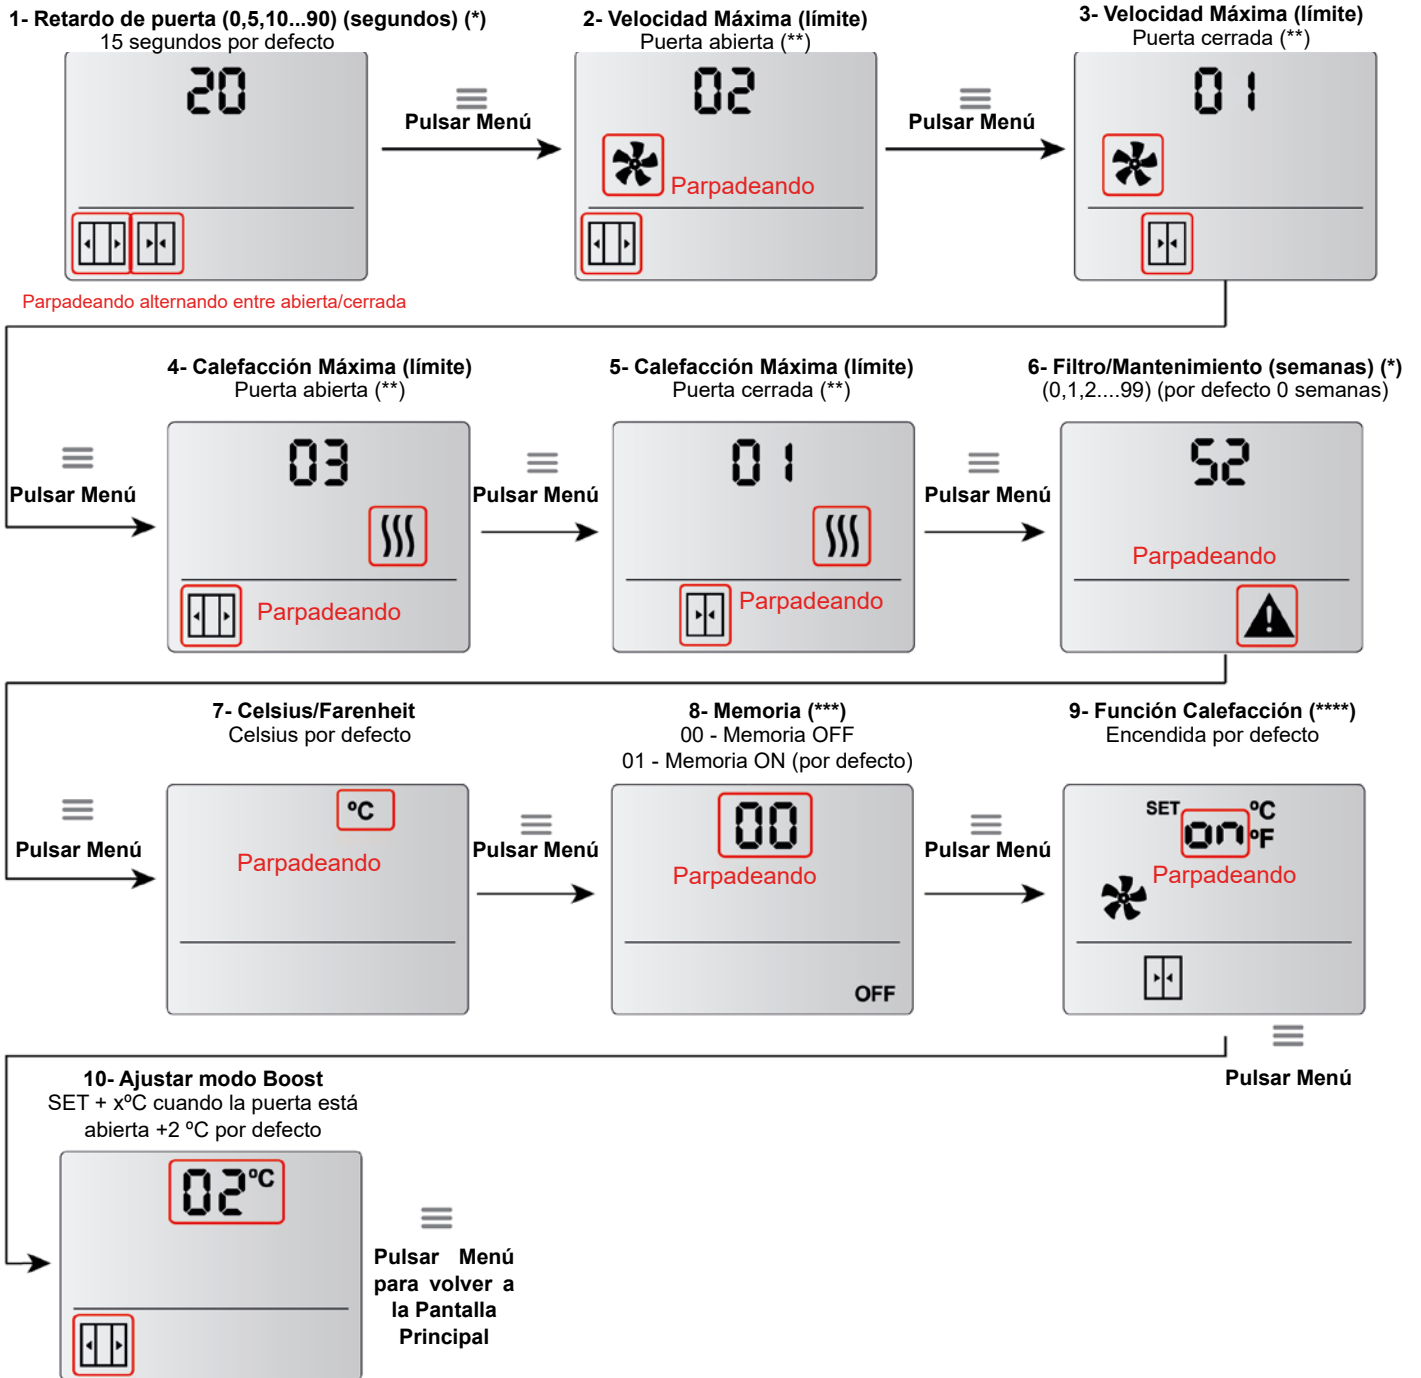 1- Retardo de puerta (0,5,10...90) (segundos) (*)
15 segundos por defecto
20
Parpadeando alternando entre abierta/cerrada
Pulsar Menú
2- Velocidad Máxima (límite)
Puerta abierta (**)
02
Parpadeando
Pulsar Menú
3- Velocidad Máxima (límite)
Puerta cerrada (**)
01
Pulsar Menú
4- Calefacción Máxima (límite)
Puerta abierta (**)
03
Parpadeando
Pulsar Menú
5- Calefacción Máxima (límite)
Puerta cerrada (**)
01
Parpadeando
Pulsar Menú
6- Filtro/Mantenimiento (semanas) (*)
(0,1,2....99) (por defecto 0 semanas)
52
Parpadeando
Pulsar Menú
7- Celsius/Farenheit
Celsius por defecto
ºC
Parpadeando
Pulsar Menú
8- Memoria (***)
00 - Memoria OFF
01 - Memoria ON (por defecto)
00
Parpadeando
OFF
Pulsar Menú
9- Función Calefacción (****)
Encendida por defecto
SET on ºC
ºF
Parpadeando
Pulsar Menú
10- Ajustar modo Boost
SET + xºC cuando la puerta está
abierta +2 ºC por defecto
02ºC
Pulsar Menú
para volver a
la Pantalla
Principal